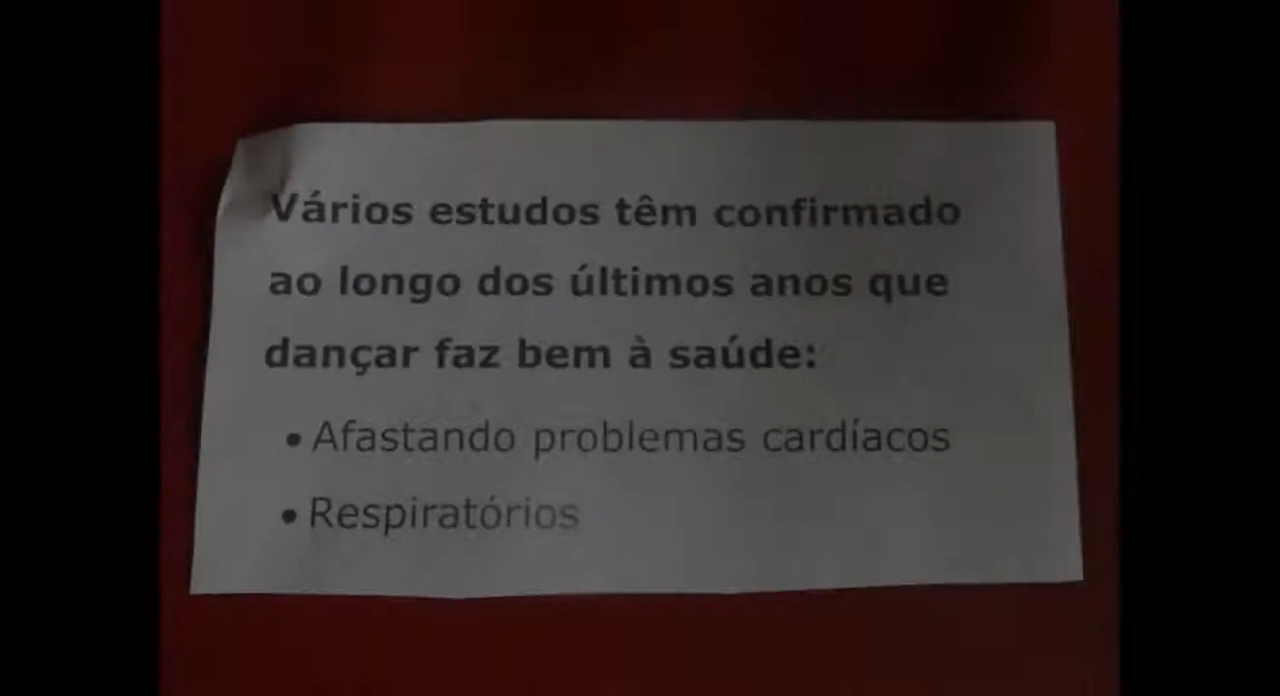 Vários estudos têm confirmado
ao longo dos últimos anos que
dançar faz bem à saúde:
• Afastando problemas cardíacos
• Respiratórios